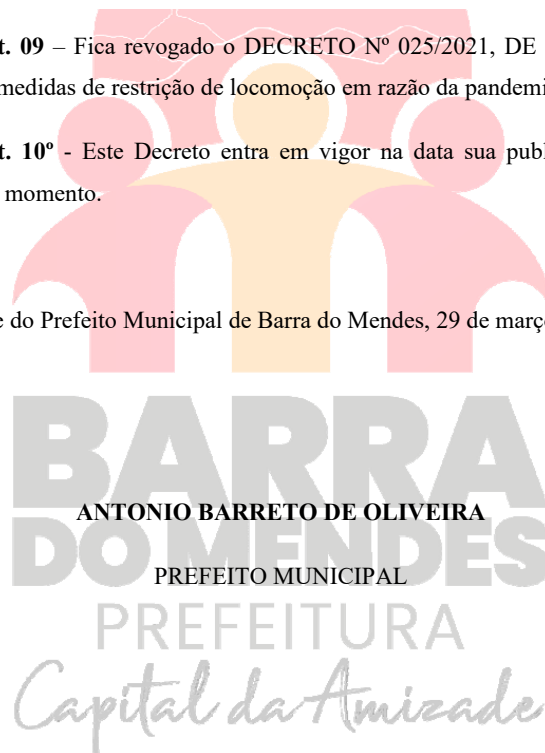 t. 09 – Fica revogado o DECRETO Nº 025/2021, DE
medidas de restrição de locomoção em razão da pandemi
t. 10º - Este Decreto entra em vigor na data sua publ
momento.
e do Prefeito Municipal de Barra do Mendes, 29 de març
BARRA
ANTONIO BARRETO DE OLIVEIRA
DO MENDES
PREFEITO MUNICIPAL
PREFEITURA
Capital da Amizade